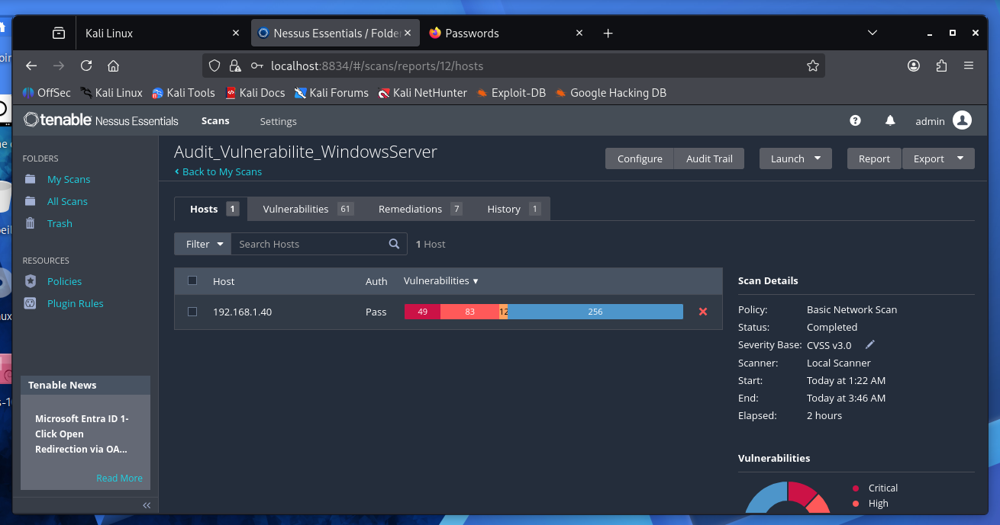 Kali Linux
Nessus Essentials / Folde
Passwords
localhost:8834/#/scans/reports/12/hosts
OffSec Kali Linux Kali Tools Kali Docs Kali Forums Kali NetHunter Exploit-DB Google Hacking DB
tenable Nessus Essentials Scans Settings admin
FOLDERS
My Scans
All Scans
Trash
RESOURCES
Policies
Plugin Rules
Tenable News
Microsoft Entra ID 1-
Click Open
Redirection via OA...
Read More
Audit_Vulnerabilite_WindowsServer
Back to My Scans
Configure Audit Trail Launch Report Export
Hosts 1 Vulnerabilities 61 Remediations 7 History 1
Filter Search Hosts 1 Host
Host Auth Vulnerabilities
192.168.1.40 Pass 49 83 12 256
Scan Details
Policy: Basic Network Scan
Status: Completed
Severity Base: CVSS v3.0
Scanner: Local Scanner
Start: Today at 1:22 AM
End: Today at 3:46 AM
Elapsed: 2 hours
Vulnerabilities
Critical
High